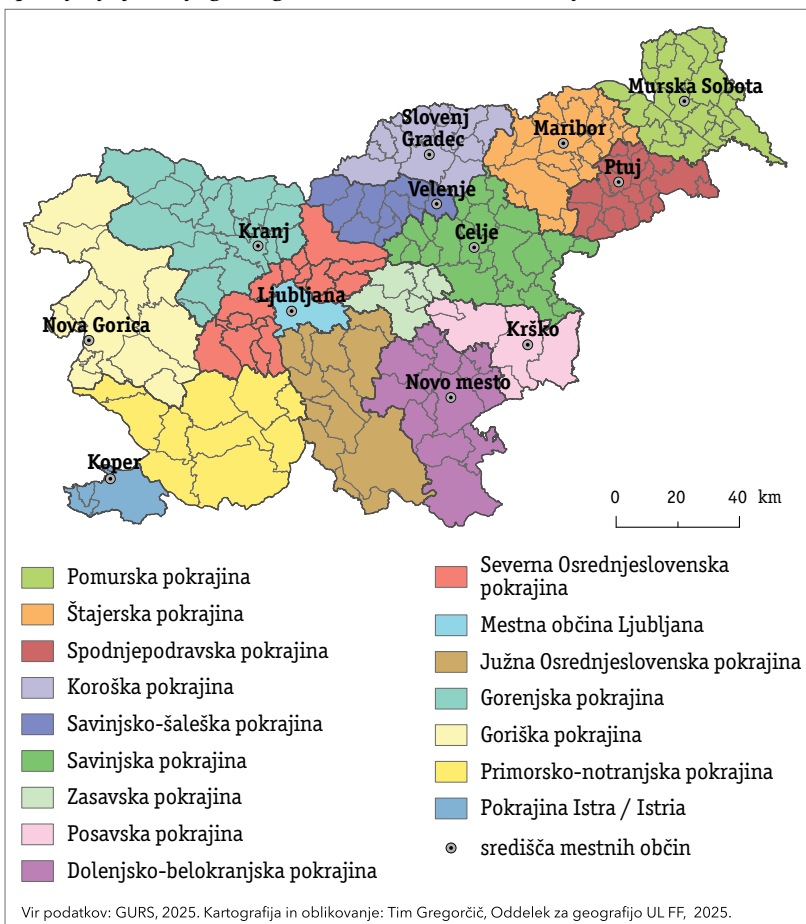 Murska Sobota
Slovenj
Gradec
Maribor
Ptuj
Velenje
Kranj
Celje
Ljubljana
Nova Gorica
Krško
Novo mesto
Koper
0 20 40 km
Pomurska pokrajina
Štajerska pokrajina
Spodnjepodravska pokrajina
Koroška pokrajina
Savinjsko-šaleška pokrajina
Savinjska pokrajina
Zasavska pokrajina
Posavska pokrajina
Dolenjsko-belokranjska pokrajina
Severna Osrednjeslovenska
pokrajina
Mestna občina Ljubljana
Južna Osrednjeslovenska pokrajina
Gorenjska pokrajina
Goriška pokrajina
Primorsko-notranjska pokrajina
Pokrajina Istra / Istria
središča mestnih občin
Vir podatkov: GURS, 2025. Kartografija in oblikovanje: Tim Gregorčič, Oddelek za geografijo UL FF, 2025.